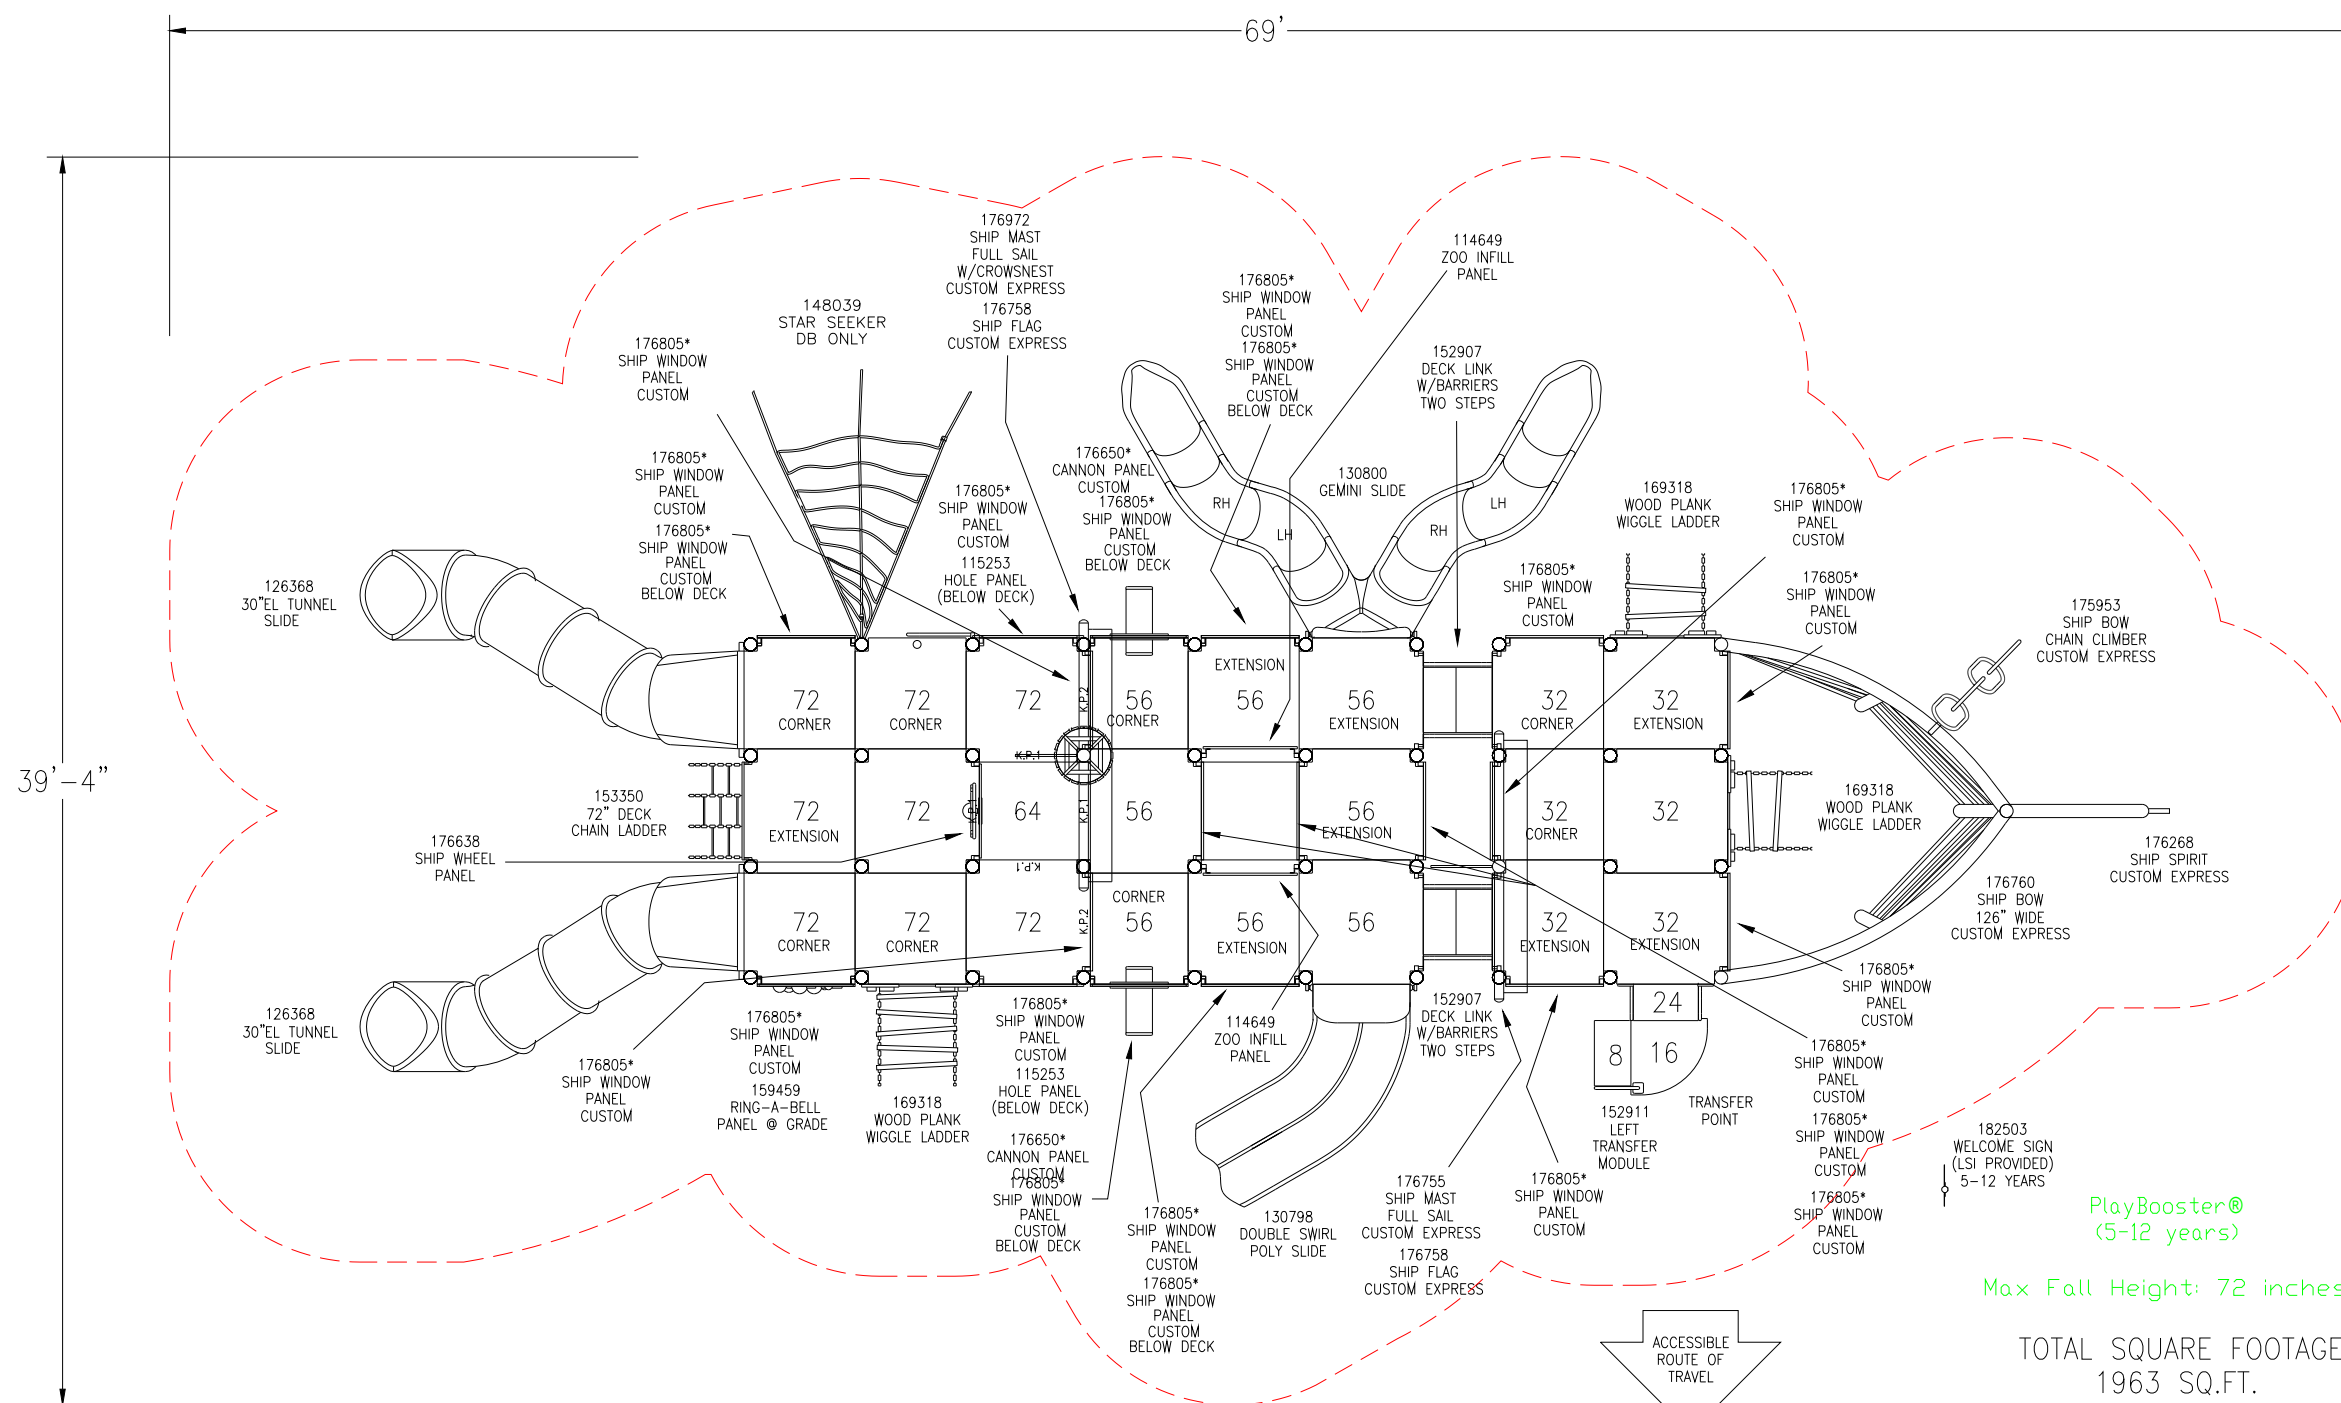 69'
39'-4"
176972
SHIP MAST
FULL SAIL
W/CROWSNEST
CUSTOM EXPRESS
176758
SHIP FLAG
CUSTOM EXPRESS
114649
ZOO INFILL
PANEL
176805*
SHIP WINDOW
PANEL
CUSTOM
176805*
SHIP WINDOW
PANEL
CUSTOM
BELOW DECK
148039
STAR SEEKER
DB ONLY
176805*
SHIP WINDOW
PANEL
CUSTOM
152907
DECK LINK
W/BARRIERS
TWO STEPS
176805*
SHIP WINDOW
PANEL
CUSTOM
176805*
SHIP WINDOW
PANEL
CUSTOM
BELOW DECK
176805*
SHIP WINDOW
PANEL
CUSTOM
115253
HOLE PANEL
(BELOW DECK)
176650*
CANNON PANEL
CUSTOM
176805*
SHIP WINDOW
PANEL
CUSTOM
BELOW DECK
130800
GEMINI SLIDE
RH
LH
RH
LH
169318
WOOD PLANK
WIGGLE LADDER
176805*
SHIP WINDOW
PANEL
CUSTOM
176805*
SHIP WINDOW
PANEL
CUSTOM
176805*
SHIP WINDOW
PANEL
CUSTOM
175953
SHIP BOW
CHAIN CLIMBER
CUSTOM EXPRESS
126368
30"EL TUNNEL
SLIDE
72
CORNER
72
CORNER
72
K.P.2
56
CORNER
EXTENSION
56
56
EXTENSION
32
CORNER
32
EXTENSION
K.P.1
153350
72" DECK
CHAIN LADDER
72
EXTENSION
72
K.P.1
64
K.P.1
56
56
EXTENSION
32
CORNER
32
169318
WOOD PLANK
WIGGLE LADDER
176638
SHIP WHEEL
PANEL
K.P.1
176268
SHIP SPIRIT
CUSTOM EXPRESS
176760
SHIP BOW
126" WIDE
CUSTOM EXPRESS
72
CORNER
72
CORNER
72
K.P.2
CORNER
56
56
EXTENSION
56
32
EXTENSION
32
EXTENSION
126368
30"EL TUNNEL
SLIDE
176805*
SHIP WINDOW
PANEL
CUSTOM
176805*
SHIP WINDOW
PANEL
CUSTOM
159459
RING-A-BELL
PANEL @ GRADE
169318
WOOD PLANK
WIGGLE LADDER
176805*
SHIP WINDOW
PANEL
CUSTOM
115253
HOLE PANEL
(BELOW DECK)
176650*
CANNON PANEL
CUSTOM
176805*
SHIP WINDOW
PANEL
CUSTOM
BELOW DECK
114649
ZOO INFILL
PANEL
152907
DECK LINK
W/BARRIERS
TWO STEPS
24
8
16
152911
LEFT
TRANSFER
MODULE
TRANSFER
POINT
176805*
SHIP WINDOW
PANEL
CUSTOM
176805*
SHIP WINDOW
PANEL
CUSTOM
176805*
SHIP WINDOW
PANEL
CUSTOM
176805*
SHIP WINDOW
PANEL
CUSTOM
182503
WELCOME SIGN
(LSI PROVIDED)
5-12 YEARS
176805*
SHIP WINDOW
PANEL
CUSTOM
176805*
SHIP WINDOW
PANEL
CUSTOM
BELOW DECK
130798
DOUBLE SWIRL
POLY SLIDE
176755
SHIP MAST
FULL SAIL
CUSTOM EXPRESS
176758
SHIP FLAG
CUSTOM EXPRESS
176805*
SHIP WINDOW
PANEL
CUSTOM
PlayBooster®
(5-12 years)
Max Fall Height: 72 inches
ACCESSIBLE
ROUTE OF
TRAVEL
TOTAL SQUARE FOOTAGE
1963 SQ.FT.